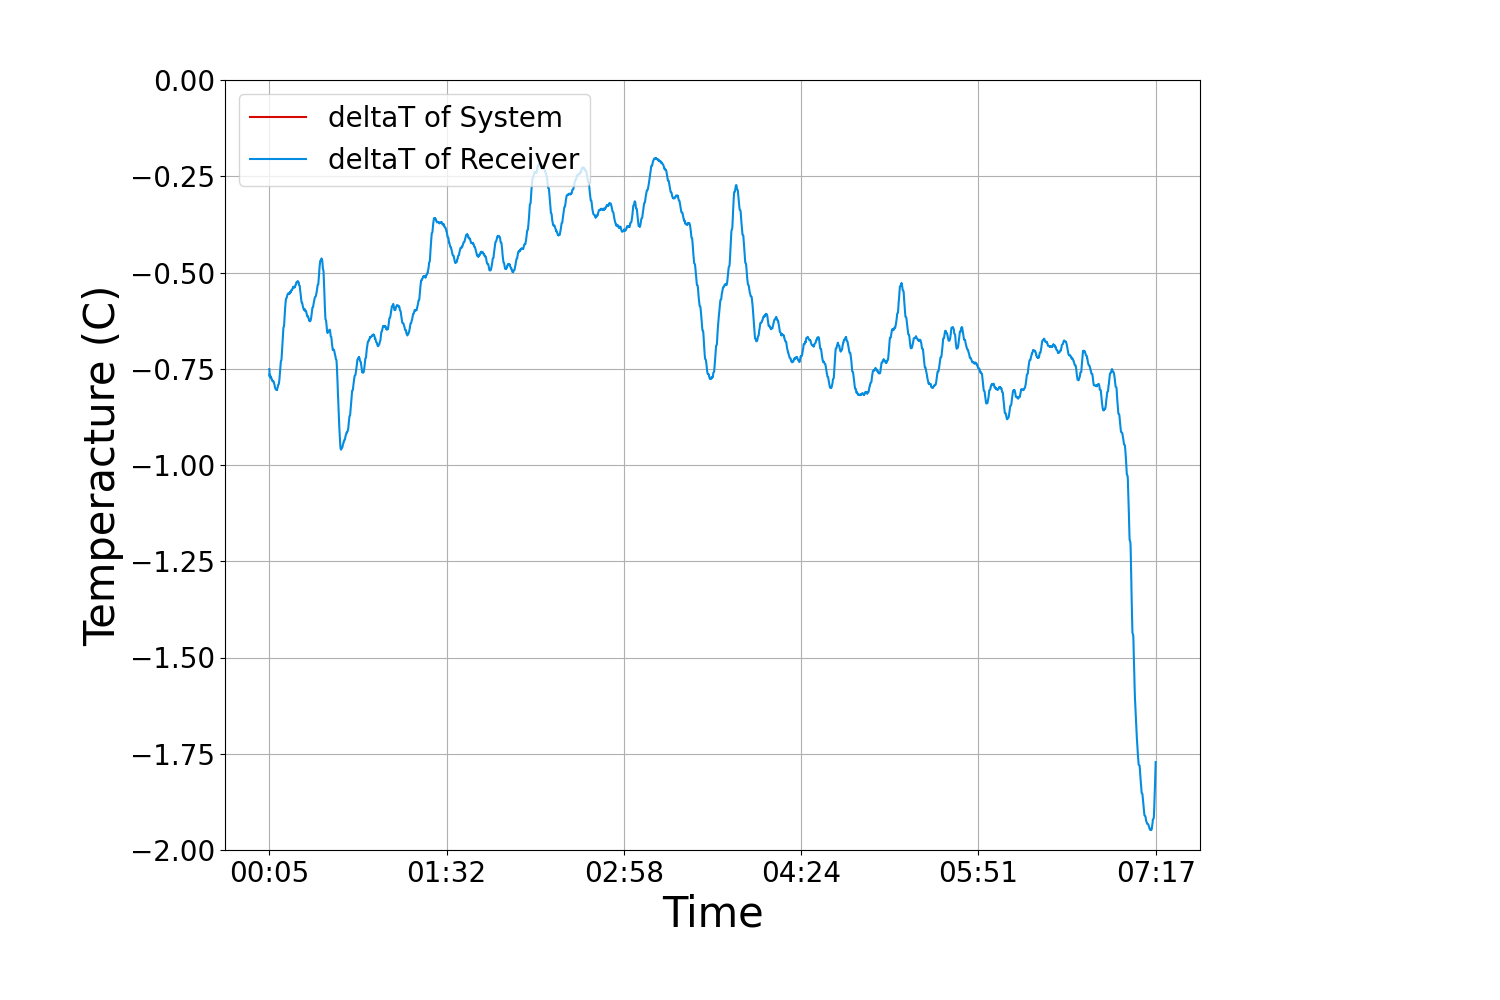 0.00
−0.25
−0.50
−0.75
−1.00
−1.25
−1.50
−1.75
−2.00
Temperacture (C)
deltaT of System
deltaT of Receiver
00:05 01:32 02:58 04:24 05:51 07:17
Time